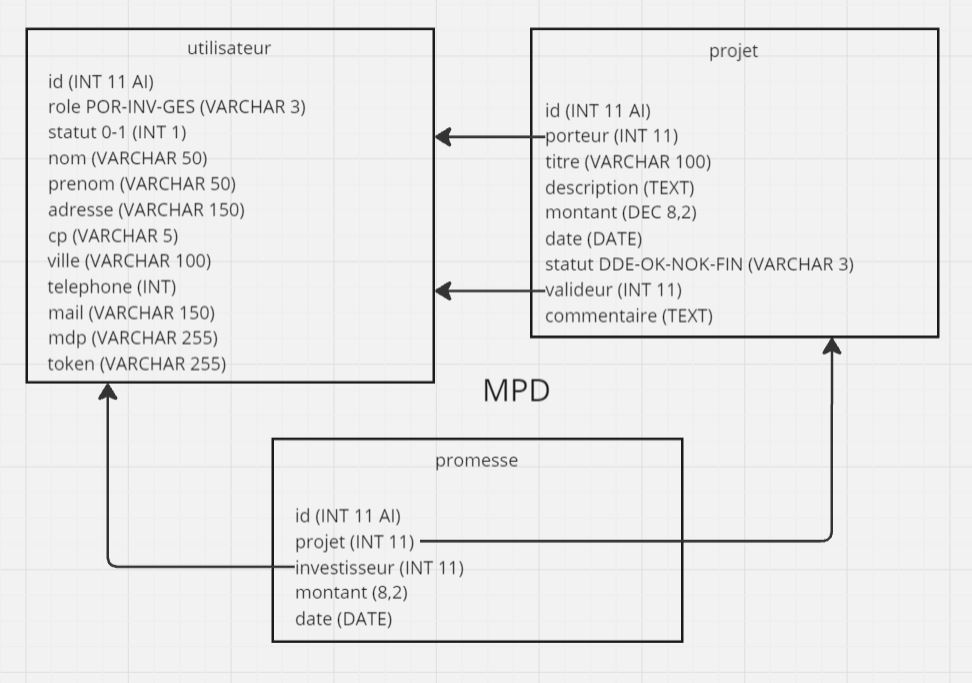 utilisateur
id (INT 11 AI)
role POR-INV-GES (VARCHAR 3)
statut 0-1 (INT 1)
nom (VARCHAR 50)
prenom (VARCHAR 50)
adresse (VARCHAR 150)
cp (VARCHAR 5)
ville (VARCHAR 100)
telephone (INT)
mail (VARCHAR 150)
mdp (VARCHAR 255)
token (VARCHAR 255)
projet
id (INT 11 AI)
porteur (INT 11)
titre (VARCHAR 100)
description (TEXT)
montant (DEC 8,2)
date (DATE)
statut DDE-OK-NOK-FIN (VARCHAR 3)
valideur (INT 11)
commentaire (TEXT)
MPD
promesse
id (INT 11 AI)
projet (INT 11)
investisseur (INT 11)
montant (8,2)
date (DATE)